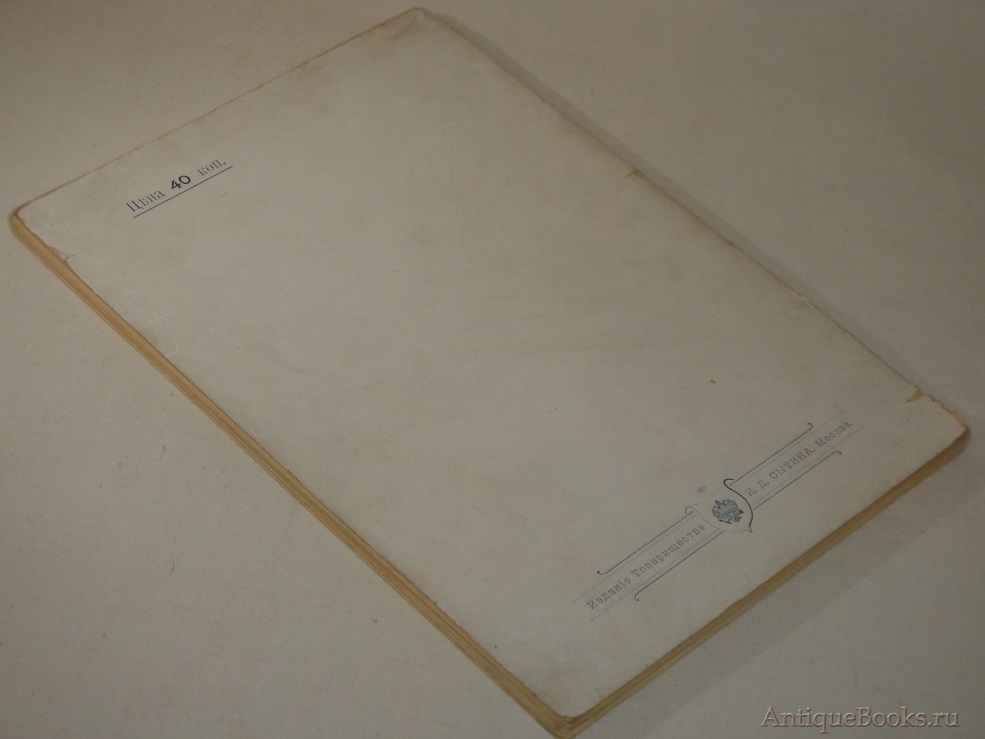 Цѣна 40 коп.
Изданіе Товарищества И. Д. СЫТИНА. Москва
AntiqueBooks.ru